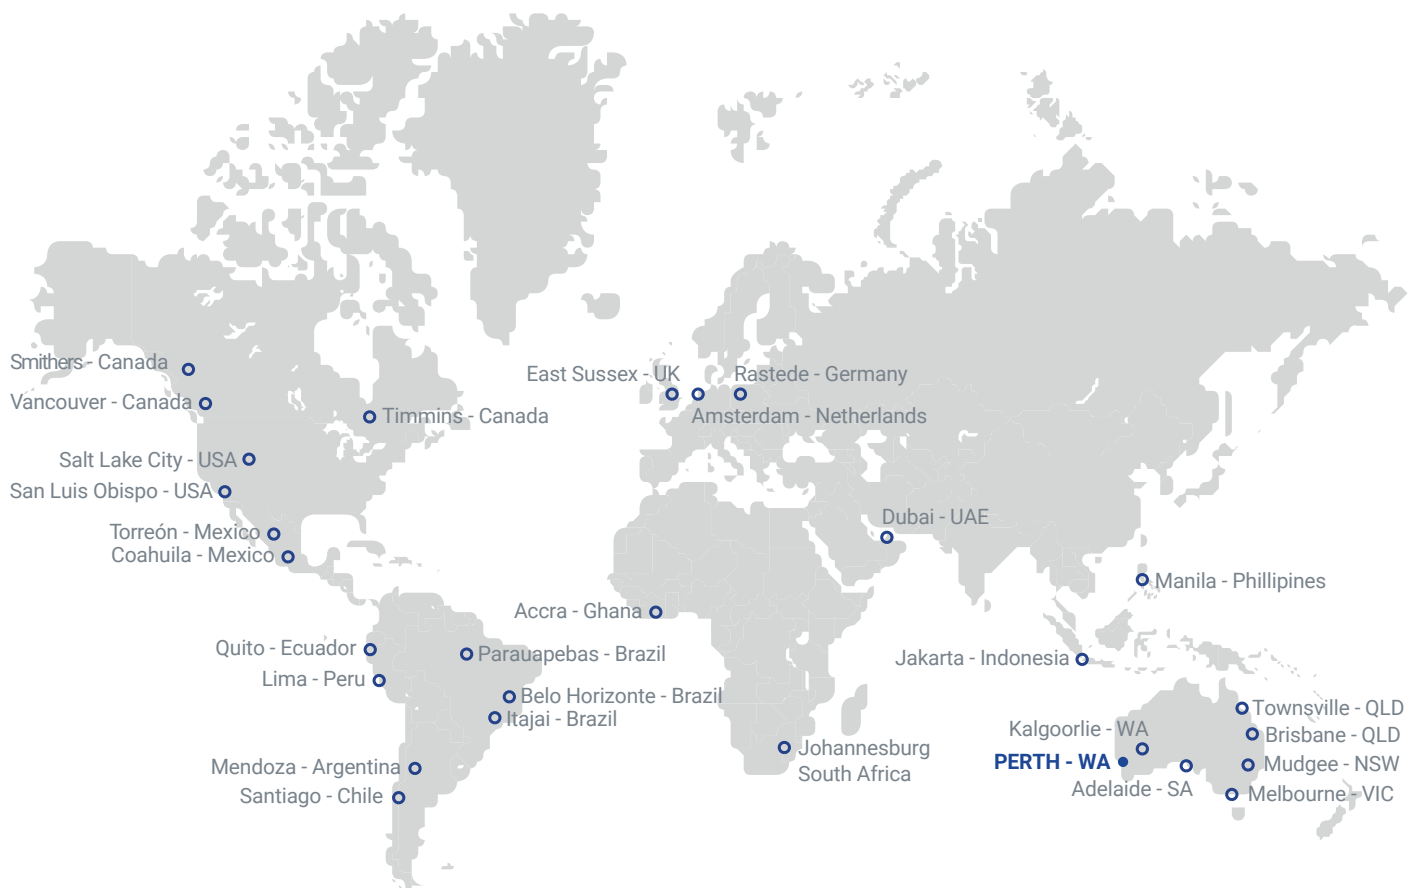 Smithers - Canada
Vancouver - Canada
Timmins - Canada
Salt Lake City - USA
San Luis Obispo - USA
Torreón - Mexico
Coahuila - Mexico
East Sussex - UK
Rastede - Germany
Amsterdam - Netherlands
Dubai - UAE
Manila - Phillipines
Accra - Ghana
Quito - Ecuador
Parauapebas - Brazil
Lima - Peru
Jakarta - Indonesia
Belo Horizonte - Brazil
Itajai - Brazil
Townsville - QLD
Kalgoorlie - WA
Brisbane - QLD
Johannesburg
South Africa
PERTH - WA
Mudgee - NSW
Mendoza - Argentina
Adelaide - SA
Melbourne - VIC
Santiago - Chile